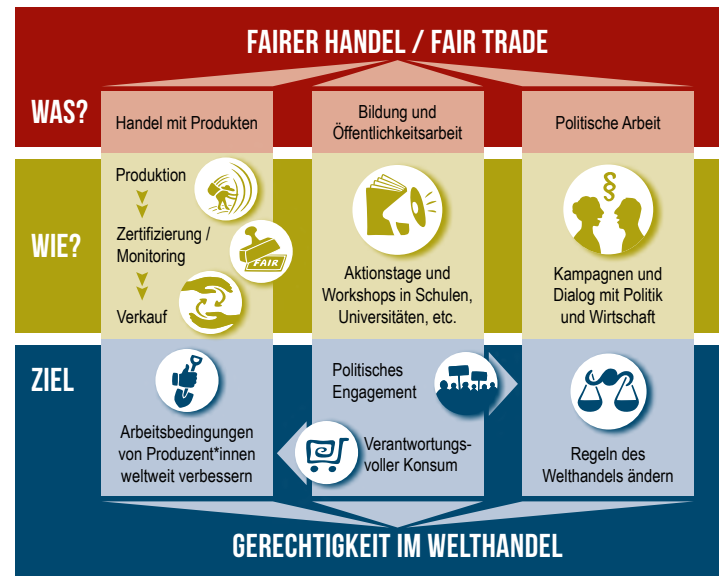 FAIRER HANDEL / FAIR TRADE
WAS?
Handel mit Produkten
Bildung und
Öffentlichkeitsarbeit
Politische Arbeit
WIE?
Produktion
Zertifizierung /
Monitoring
FAIR
Verkauf
Aktionstage und
Workshops in Schulen,
Universitäten, etc.
§
Kampagnen und
Dialog mit Politik
und Wirtschaft
ZIEL
Arbeitsbedingungen
von Produzent*innen
weltweit verbessern
Politisches
Engagement
Verantwortungs-
voller Konsum
Regeln des
Welthandels ändern
GERECHTIGKEIT IM WELTHANDEL